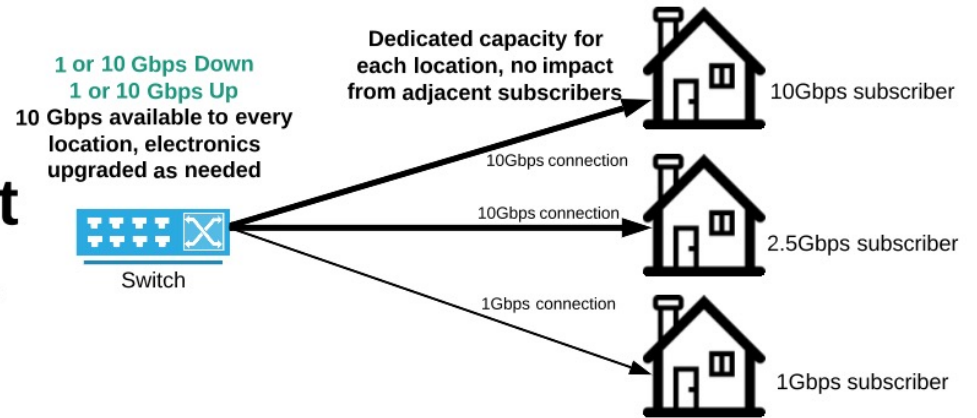 1 or 10 Gbps Down
1 or 10 Gbps Up
10 Gbps available to every
location, electronics
upgraded as needed
t
Switch
Dedicated capacity for
each location, no impact
from adjacent subscribers
10Gbps connection
10Gbps connection
1Gbps connection
10Gbps subscriber
2.5Gbps subscriber
1Gbps subscriber